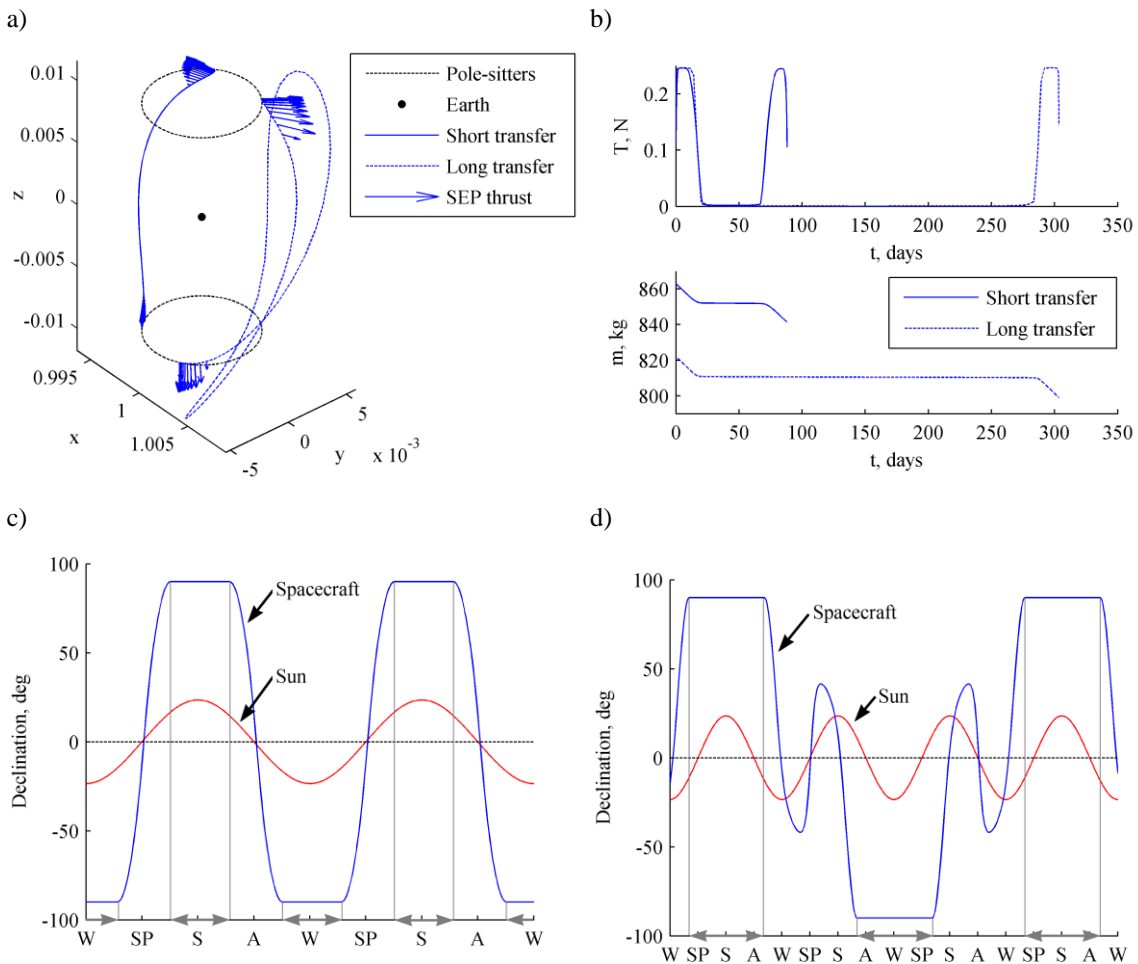 a)
0.01
0.005
0
-0.005
-0.01
z
0.995
1
1.005
x
-5
0
5
y
x 10⁻³
Pole-sitters
Earth
Short transfer
Long transfer
SEP thrust
b)
0.2
0.1
0
T, N
0 50 100 150 200 250 300 350
t, days
860
840
820
800
m, kg
0 50 100 150 200 250 300 350
t, days
Short transfer
Long transfer
c)
100
50
0
-50
-100
Declination, deg
Spacecraft
Sun
W SP S A W SP S A W
d)
100
50
0
-50
-100
Declination, deg
Spacecraft
Sun
W SP S A W SP S A W SP S A W SP S A W